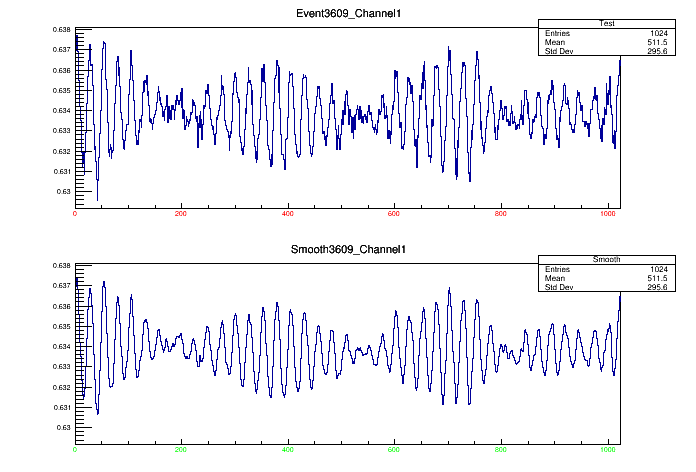 Event3609_Channel1
Test
Entries 1024
Mean 511.5
Std Dev 295.6
0.638
0.637
0.636
0.635
0.634
0.633
0.632
0.631
0.63
0 200 400 600 800 1000
Smooth3609_Channel1
Smooth
Entries 1024
Mean 511.5
Std Dev 295.6
0.638
0.637
0.636
0.635
0.634
0.633
0.632
0.631
0.63
0 200 400 600 800 1000